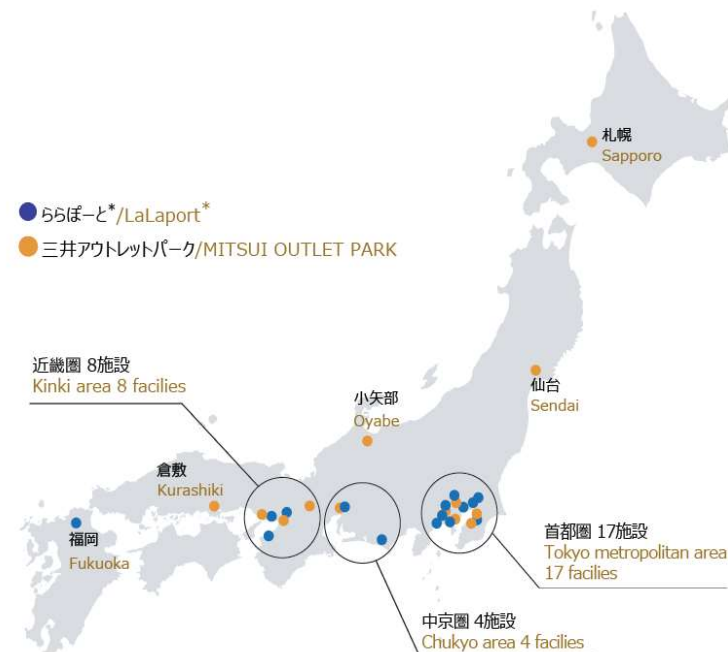 札幌
Sapporo
ららぽーと*/LaLaport*
三井アウトレットパーク/MITSUI OUTLET PARK
近畿圏 8施設
Kinki area 8 facilies
小矢部
Oyabe
仙台
Sendai
倉敷
Kurashiki
福岡
Fukuoka
首都圏 17施設
Tokyo metropolitan area
17 facilies
中京圏 4施設
Chukyo area 4 facilies